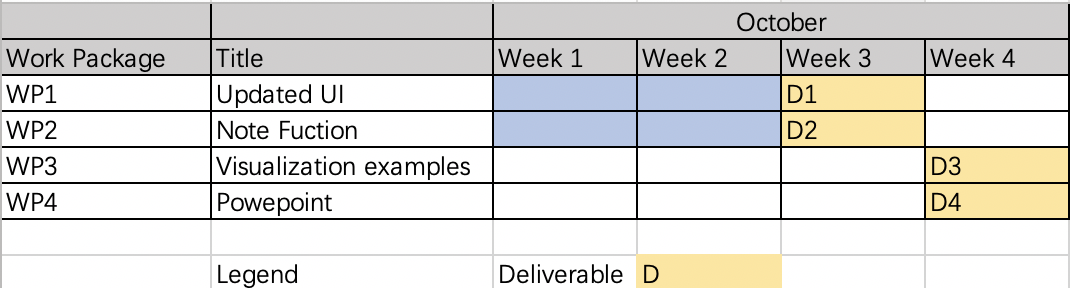 October
Work Package Title Week 1 Week 2 Week 3 Week 4
WP1 Updated UI D1
WP2 Note Fuction D2
WP3 Visualization examples D3
WP4 Powepoint D4
Legend Deliverable D